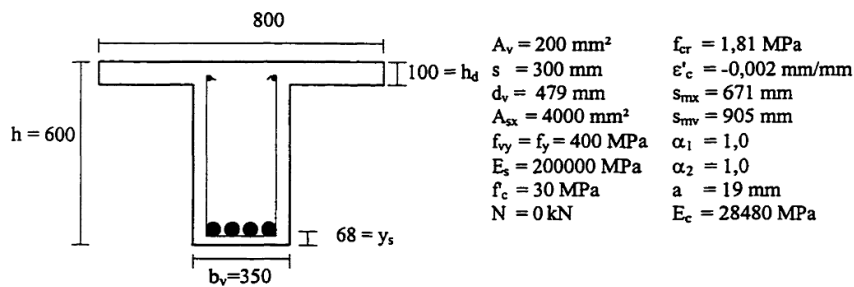 800
100 = h_d
h = 600
68 = y_s
b_v=350
A_v = 200 mm²
s = 300 mm
d_v = 479 mm
A_sx = 4000 mm²
f_vy = f_y = 400 MPa
E_s = 200000 MPa
f'_c = 30 MPa
N = 0 kN
f_cr = 1,81 MPa
ε'_c = -0,002 mm/mm
s_mx = 671 mm
s_mv = 905 mm
α_1 = 1,0
α_2 = 1,0
a = 19 mm
E_c = 28480 MPa